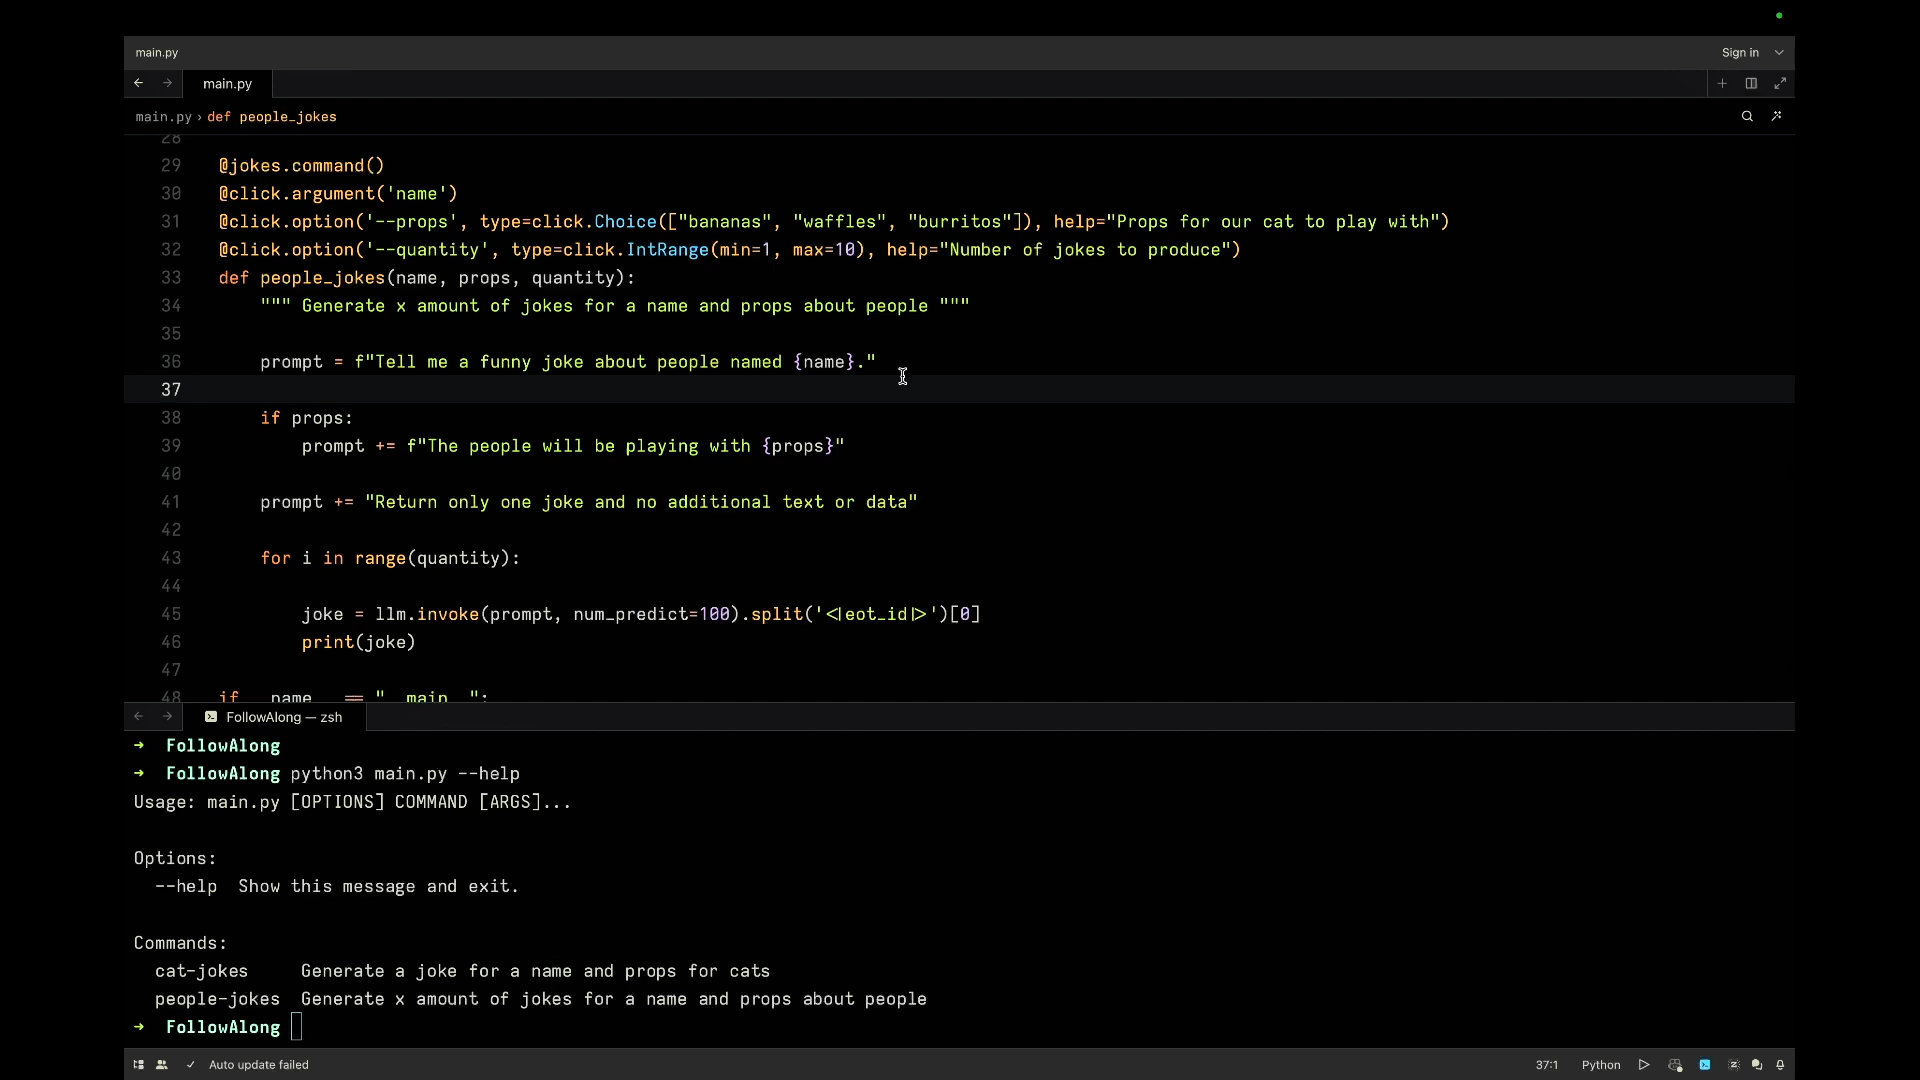 main.py
Sign in
main.py
main.py › def people_jokes
28
29 @jokes.command()
30 @click.argument('name')
31 @click.option('--props', type=click.Choice(["bananas", "waffles", "burritos"]), help="Props for our cat to play with")
32 @click.option('--quantity', type=click.IntRange(min=1, max=10), help="Number of jokes to produce")
33 def people_jokes(name, props, quantity):
34 """ Generate x amount of jokes for a name and props about people """
35
36 prompt = f"Tell me a funny joke about people named {name}."
37
38 if props:
39 prompt += f"The people will be playing with {props}"
40
41 prompt += "Return only one joke and no additional text or data"
42
43 for i in range(quantity):
44
45 joke = llm.invoke(prompt, num_predict=100).split('<|eot_id|>')[0]
46 print(joke)
47
48 if __name__ == "__main__":
FollowAlong — zsh
➜ FollowAlong
➜ FollowAlong python3 main.py --help
Usage: main.py [OPTIONS] COMMAND [ARGS]...
Options:
--help Show this message and exit.
Commands:
cat-jokes Generate a joke for a name and props for cats
people-jokes Generate x amount of jokes for a name and props about people
➜ FollowAlong
Auto update failed
37:1 Python